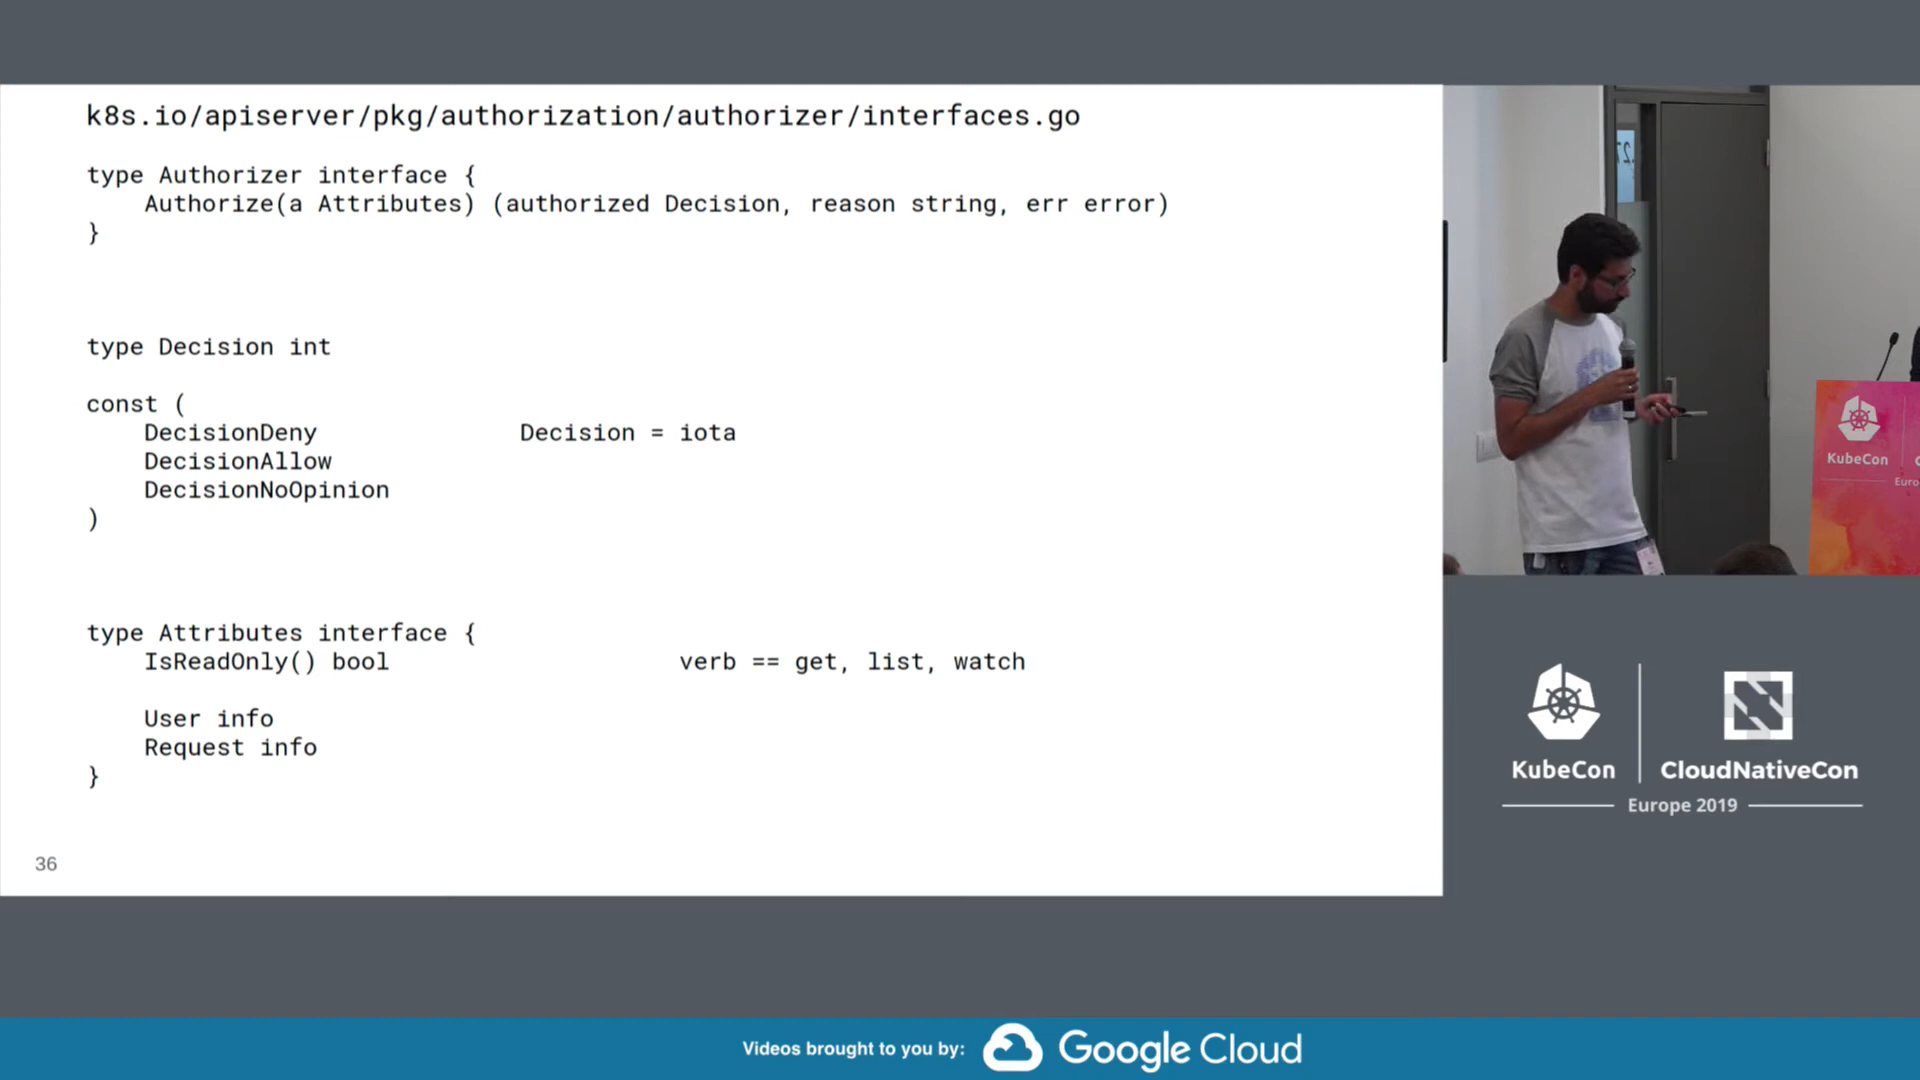 k8s.io/apiserver/pkg/authorization/authorizer/interfaces.go
type Authorizer interface {
Authorize(a Attributes) (authorized Decision, reason string, err error)
}
type Decision int
const (
DecisionDeny Decision = iota
DecisionAllow
DecisionNoOpinion
)
type Attributes interface {
IsReadOnly() bool verb == get, list, watch
User info
Request info
}
36
KubeCon
KubeCon
CloudNativeCon
Europe 2019
Videos brought to you by:
Google Cloud